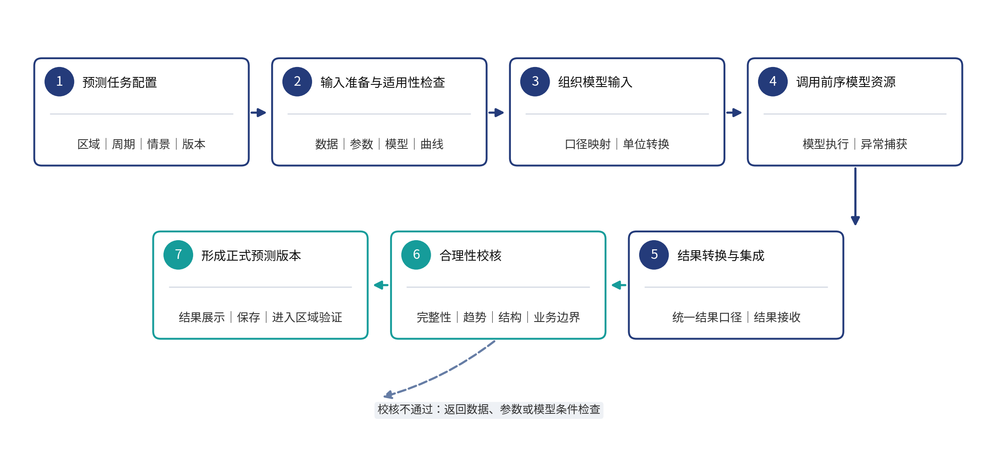 1 预测任务配置
区域｜周期｜情景｜版本
2 输入准备与适用性检查
数据｜参数｜模型｜曲线
3 组织模型输入
口径映射｜单位转换
4 调用前序模型资源
模型执行｜异常捕获
5 结果转换与集成
统一结果口径｜结果接收
6 合理性校核
完整性｜趋势｜结构｜业务边界
7 形成正式预测版本
结果展示｜保存｜进入区域验证
校核不通过：返回数据、参数或模型条件检查